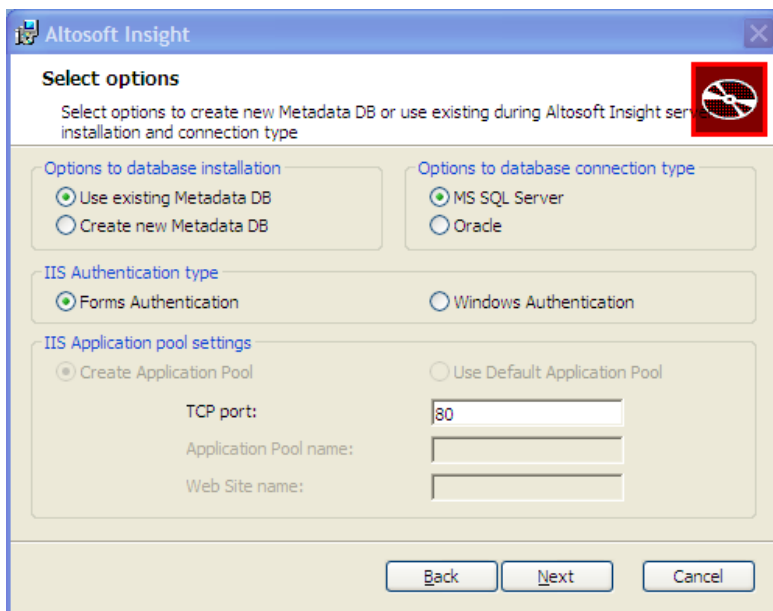 Altosoft Insight
Select options
Select options to create new Metadata DB or use existing during Altosoft Insight
installation and connection type
Options to database installation
Options to database connection type
Use existing Metadata DB
MS SQL Server
Create new Metadata DB
Oracle
IIS Authentication type
Forms Authentication
Windows Authentication
IIS Application pool settings
Create Application Pool
Use Default Application Pool
TCP port:
80
Application Pool name:
Web Site name:
Back
Next
Cancel